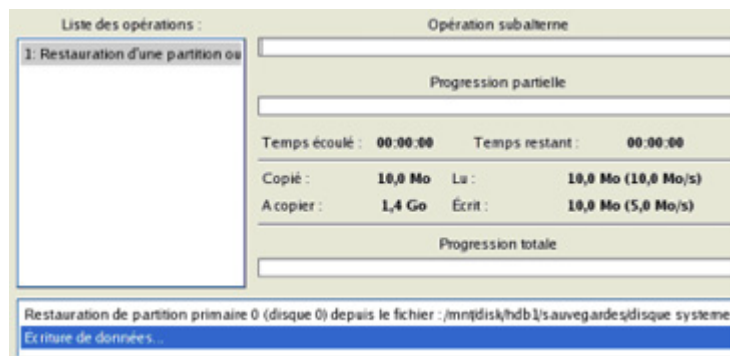 Liste des opérations :
1: Restauration d'une partition ou
Opération subalterne
Progression partielle
Temps écoulé : 00:00:00 Temps restant : 00:00:00
Copié : 10,0 Mo Lu : 10,0 Mo (10,0 Mo/s)
A copier : 1,4 Go Écrit : 10,0 Mo (5,0 Mo/s)
Progression totale
Restauration de partition primaire 0 (disque 0) depuis le fichier : /mnt/disk/hdb1/sauvegardes/disque systeme
Ecriture de données...